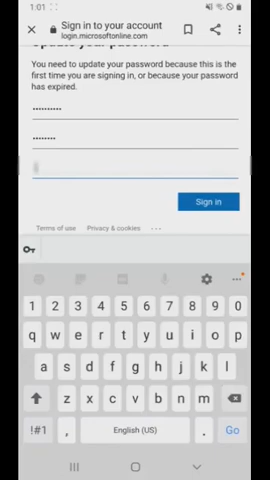 1:01
Sign in to your account
login.microsoftonline.com
Update your password
You need to update your password because this is the
first time you are signing in, or because your password
has expired.
••••••••••
••••••••
Sign in
Terms of use Privacy & cookies ...
1 2 3 4 5 6 7 8 9 0
q w e r t y u i o p
a s d f g h j k l
z x c v b n m
!#1 , English (US) . Go